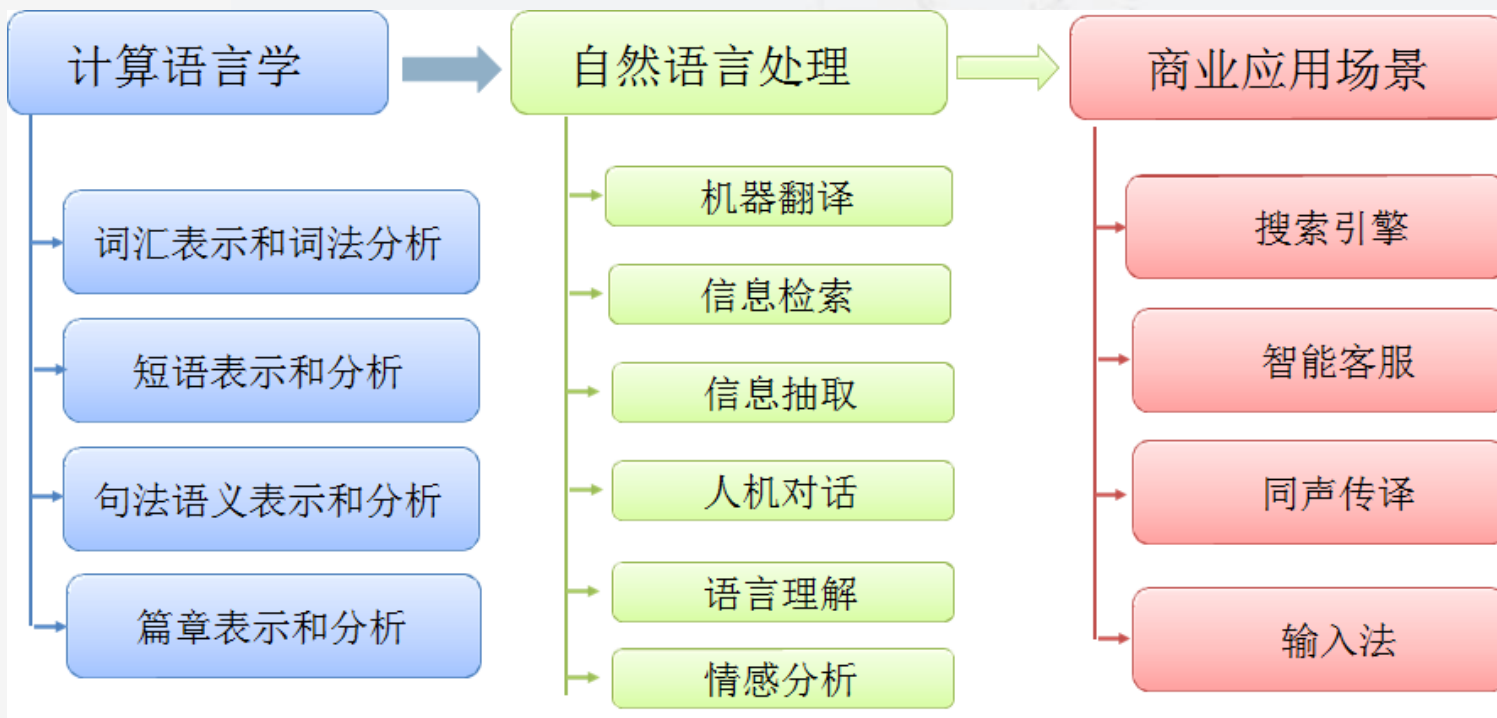 计算语言学
词汇表示和词法分析
短语表示和分析
句法语义表示和分析
篇章表示和分析
自然语言处理
机器翻译
信息检索
信息抽取
人机对话
语言理解
情感分析
商业应用场景
搜索引擎
智能客服
同声传译
输入法